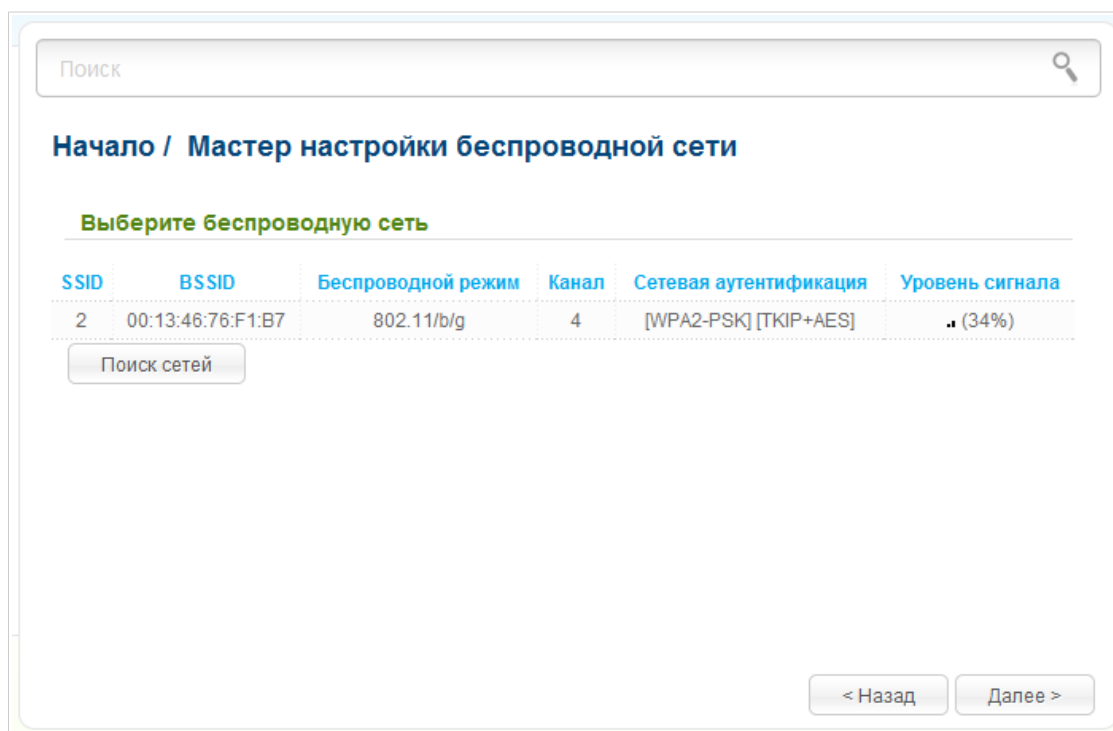 Поиск
Начало / Мастер настройки беспроводной сети
Выберите беспроводную сеть
SSID BSSID Беспроводной режим Канал Сетевая аутентификация Уровень сигнала
2 00:13:46:76:F1:B7 802.11/b/g 4 [WPA2-PSK] [TKIP+AES] (34%)
Поиск сетей
< Назад Далее >